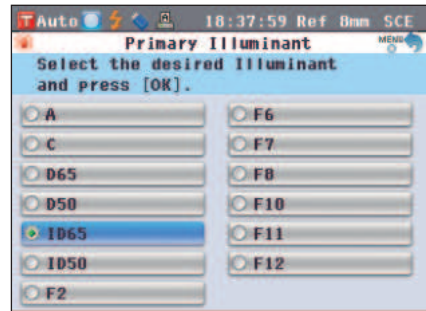 T Auto 18:37:59 Ref 8mm SCE
Primary Illuminant MENU
Select the desired Illuminant
and press [OK].
A
C
D65
D50
ID65
ID50
F2
F6
F7
F8
F10
F11
F12